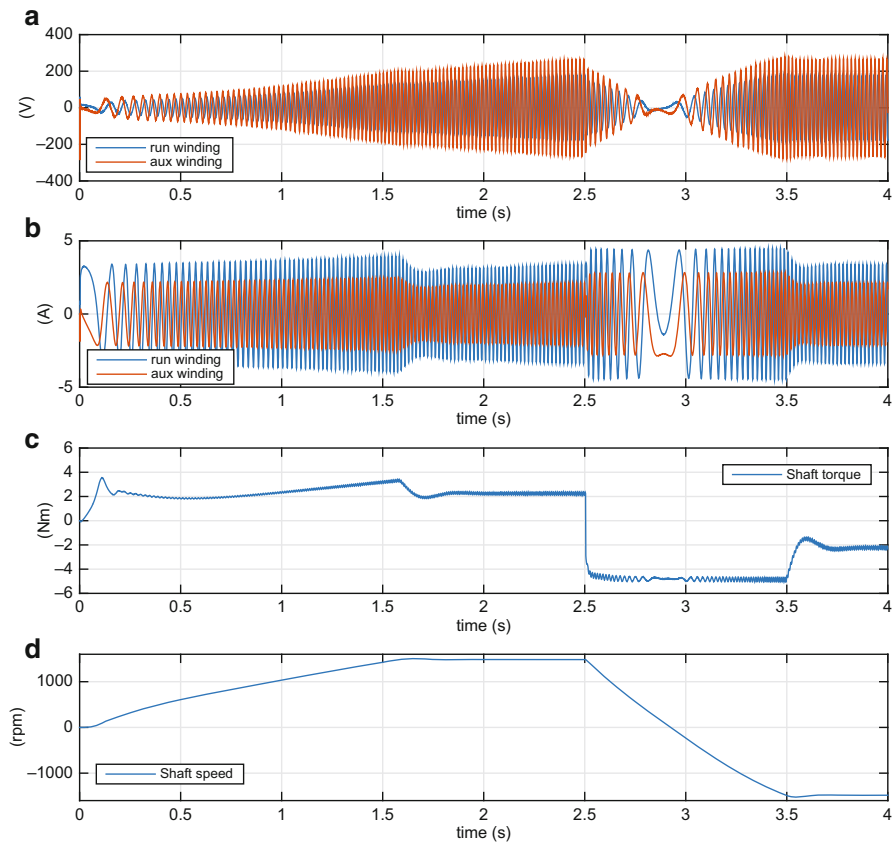 a
400
200
0
−200
−400
(V)
run winding
aux winding
0 0.5 1 1.5 2 2.5 3 3.5 4
time (s)
b
5
0
−5
(A)
run winding
aux winding
0 0.5 1 1.5 2 2.5 3 3.5 4
time (s)
c
6
4
2
0
−2
−4
−6
(Nm)
Shaft torque
0 0.5 1 1.5 2 2.5 3 3.5 4
time (s)
d
1000
0
−1000
(rpm)
Shaft speed
0 0.5 1 1.5 2 2.5 3 3.5 4
time (s)